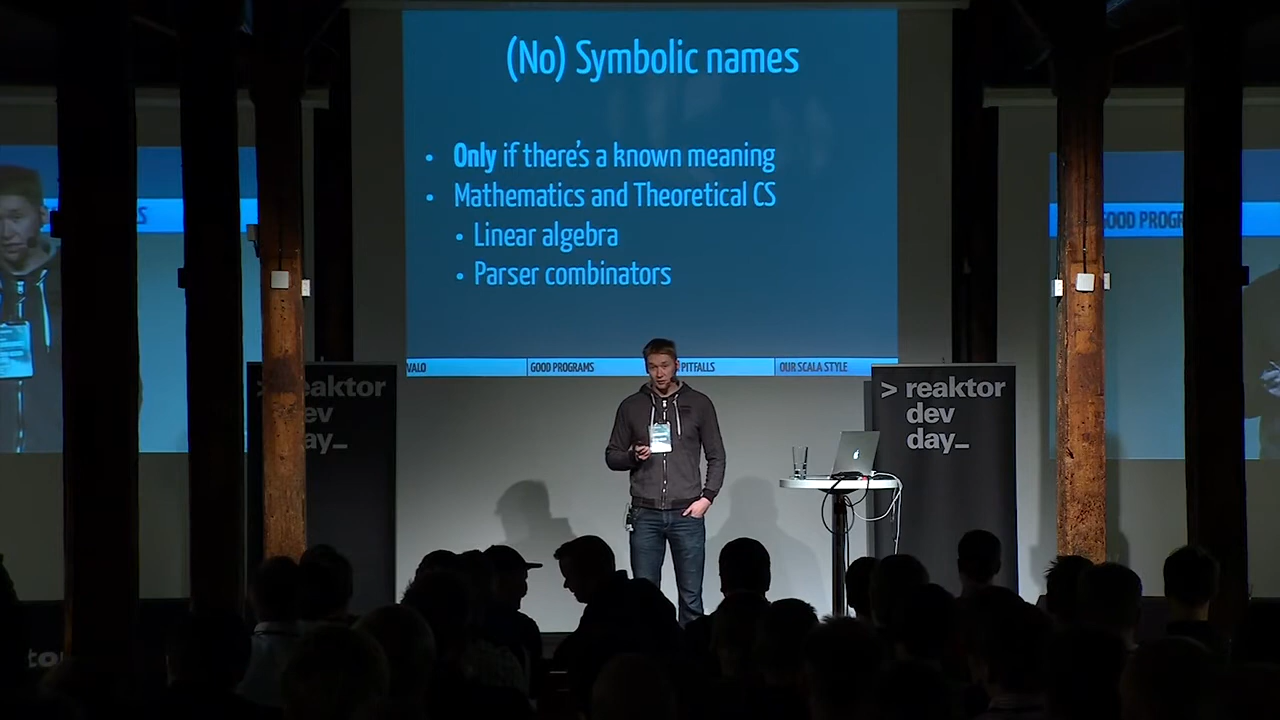 (No) Symbolic names
• Only if there's a known meaning
• Mathematics and Theoretical CS
• Linear algebra
• Parser combinators
VALO
GOOD PROGRAMS
PITFALLS
OUR SCALA STYLE
> reaktor
dev
day_
> reaktor
dev
day_
GOOD PROGR